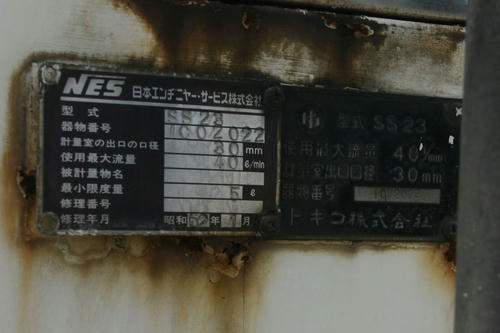 NES 日本エンヂニヤー・サービス株式会社
型式 SS23
器物番号 1002022
計量室の出口の口径 30mm
使用最大流量 40ℓ/min
被計量物名
最小限度量 5ℓ
修理番号
修理年月 昭和 年 月
型式 SS23
使用最大流量 40ℓ/min
計量室出口口径 30mm
器物番号
トキコ株式会社